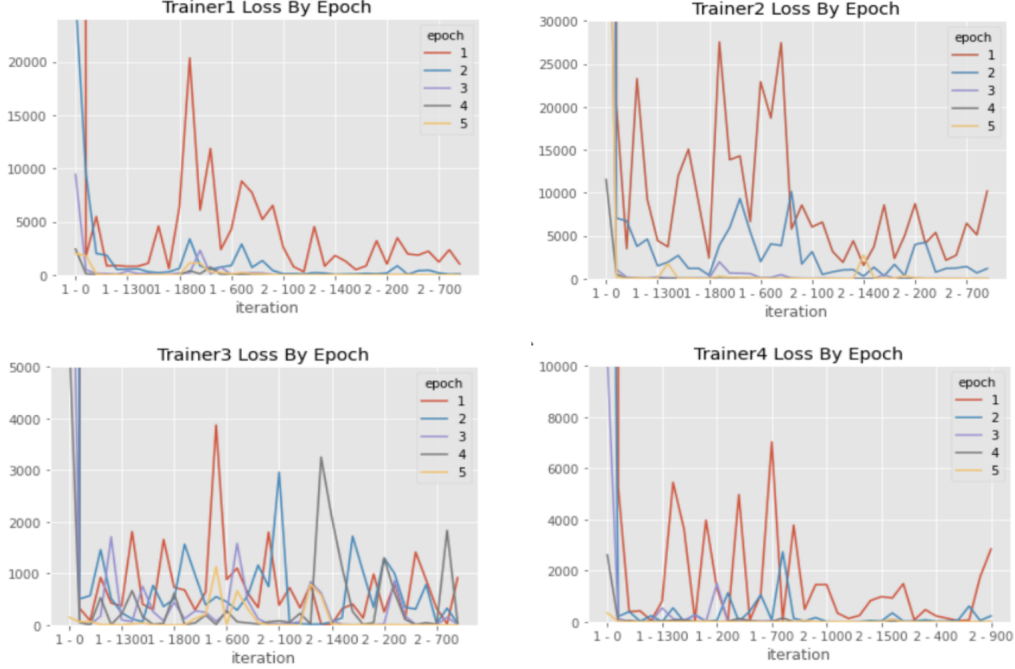 Trainer1 Loss By Epoch
20000
15000
10000
5000
0
epoch
1
2
3
4
5
1 - 0 1 - 13001 1 - 1800 1 - 600 2 - 100 2 - 1400 2 - 200 2 - 700
iteration
Trainer2 Loss By Epoch
30000
25000
20000
15000
10000
5000
0
epoch
1
2
3
4
5
1 - 0 1 - 13001 1 - 1800 1 - 600 2 - 100 2 - 1400 2 - 200 2 - 700
iteration
Trainer3 Loss By Epoch
5000
4000
3000
2000
1000
0
epoch
1
2
3
4
5
1 - 0 1 - 13001 1 - 1800 1 - 600 2 - 100 2 - 1400 2 - 200 2 - 700
iteration
Trainer4 Loss By Epoch
10000
8000
6000
4000
2000
0
epoch
1
2
3
4
5
1 - 0 1 - 1300 1 - 200 1 - 700 2 - 1000 2 - 1500 2 - 400 2 - 900
iteration